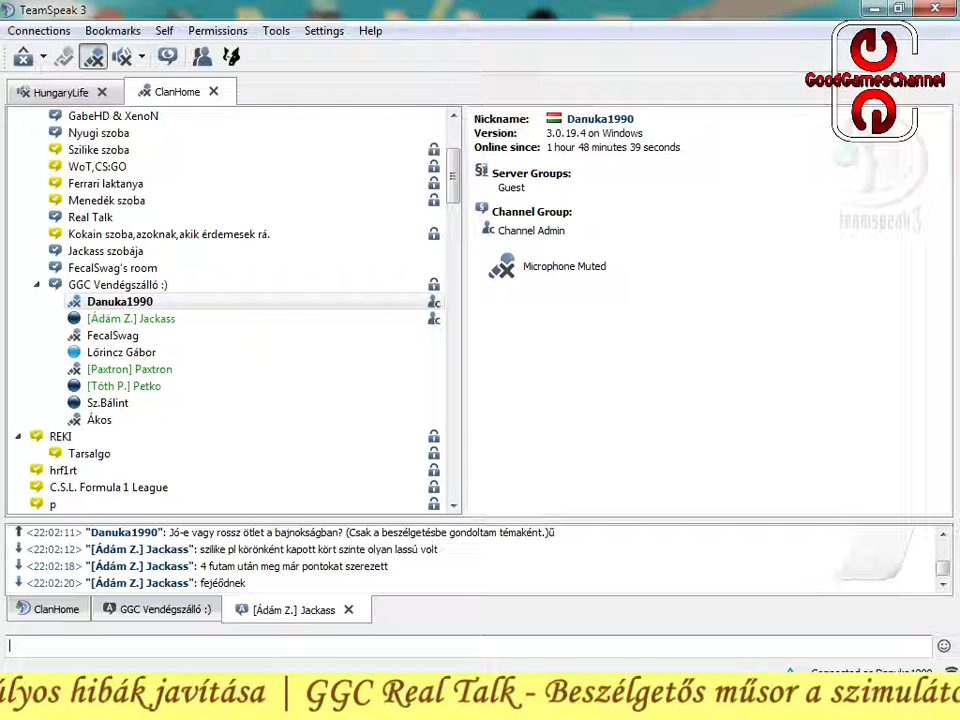 TeamSpeak 3
Connections Bookmarks Self Permissions Tools Settings Help
GoodGamesChannel
HungaryLife ClanHome
GabeHD & XenoN
Nyugi szoba
Szilike szoba
WoT,CS:GO
Ferrari laktanya
Menedék szoba
Real Talk
Kokain szoba,azoknak,akik érdemesek rá.
Jackass szobája
FecalSwag's room
GGC Vendégszálló :)
Danuka1990
[Ádám Z.] Jackass
FecalSwag
Lőrincz Gábor
[Paxtron] Paxtron
[Tóth P.] Petko
Sz.Bálint
Ákos
REKI
Tarsalgo
hrf1rt
C.S.L. Formula 1 League
p
Nickname: Danuka1990
Version: 3.0.19.4 on Windows
Online since: 1 hour 48 minutes 39 seconds
Server Groups:
Guest
Channel Group:
Channel Admin
Microphone Muted
teamspeak3
<22:02:11> "Danuka1990": Jó-e vagy rossz ötlet a bajnokságban? (Csak a beszélgetésbe gondoltam témaként.)ű
<22:02:12> "[Ádám Z.] Jackass": szilike pl körönként kapott kört szinte olyan lassú volt
<22:02:18> "[Ádám Z.] Jackass": 4 futam után meg már pontokat szerezett
<22:02:20> "[Ádám Z.] Jackass": fejéődnek
ClanHome GGC Vendégszálló :) [Ádám Z.] Jackass
Connected as Danuka1990
úlyos hibák javítása | GGC Real Talk - Beszélgetős műsor a szimuláto